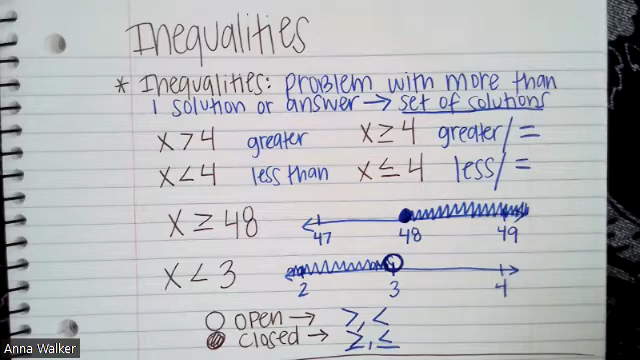 Inequalities
* Inequalities: problem with more than
1 solution or answer → set of solutions
x > 4 greater x ≥ 4 greater/=
x < 4 less than x ≤ 4 less/=
x ≥ 48
47 48 49
x < 3
2 3 4
○ open → >, <
● closed → ≥, ≤
Anna Walker